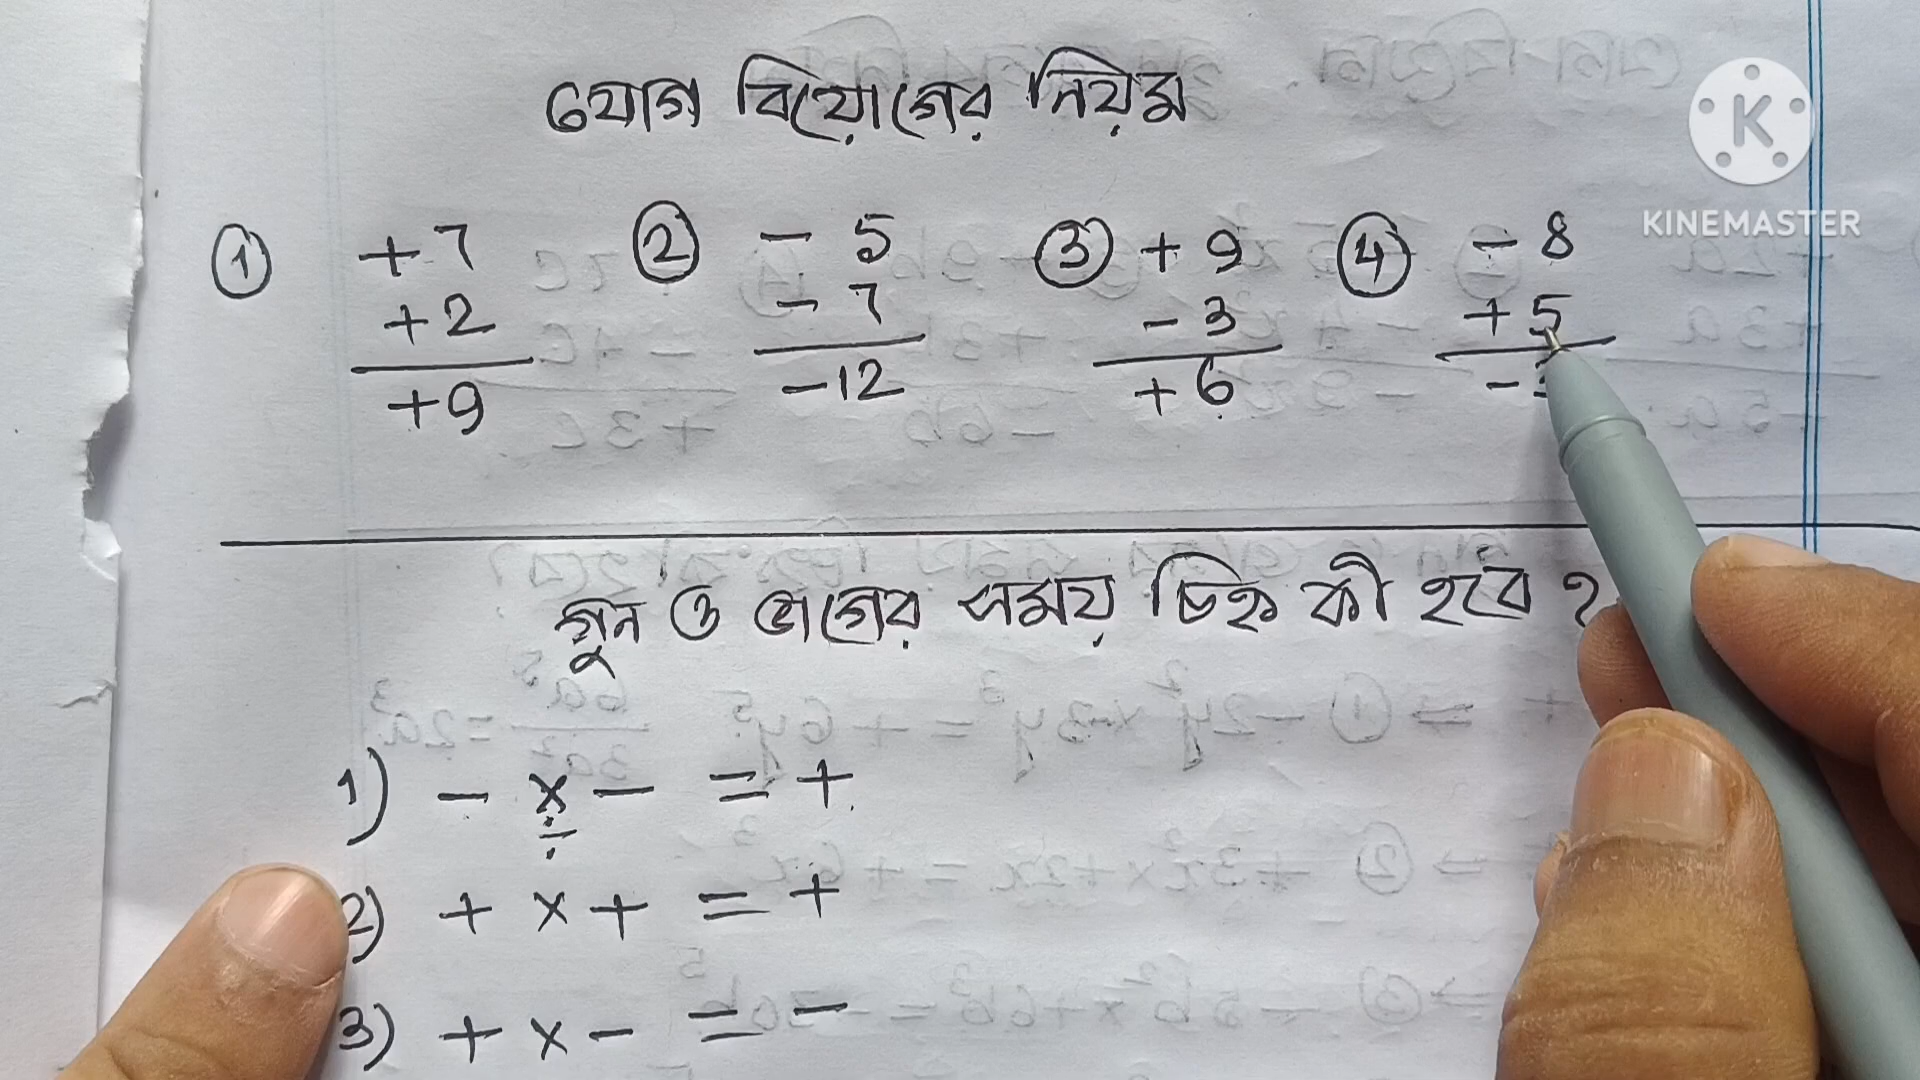 যোগ বিয়োগের নিয়ম
KINEMASTER
① +7 ② - 5 ③ + 9 ④ - 8
+2 - 7 - 3 + 5
+9 -12 + 6 -
গুন ও ভাগের সময় চিহ্ন কী হবে ?
1) - x - = +
÷
2) + x + = +
3) + x - = -